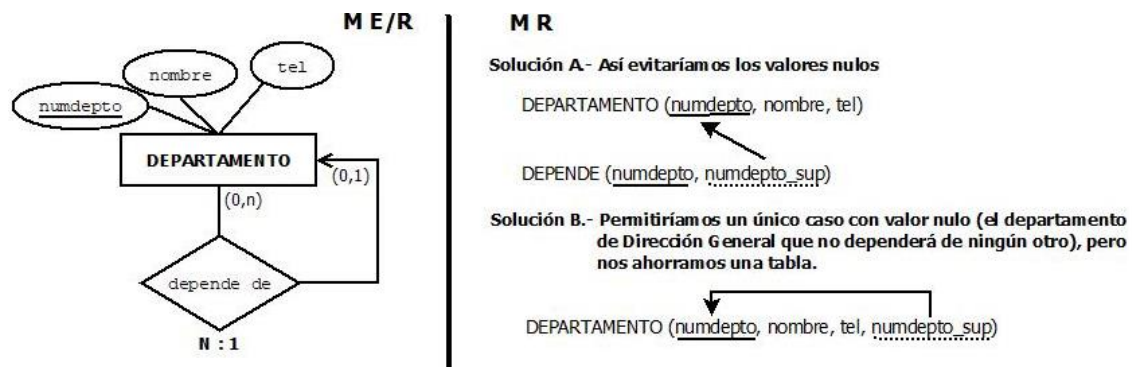 M E/R
numdepto
nombre
tel
DEPARTAMENTO
(0,1)
(0,n)
depende de
N : 1
M R
Solución A.- Así evitaríamos los valores nulos
DEPARTAMENTO (numdepto, nombre, tel)
DEPENDE (numdepto, numdepto_sup)
Solución B.- Permitiríamos un único caso con valor nulo (el departamento
de Dirección General que no dependerá de ningún otro), pero
nos ahorramos una tabla.
DEPARTAMENTO (numdepto, nombre, tel, numdepto_sup)